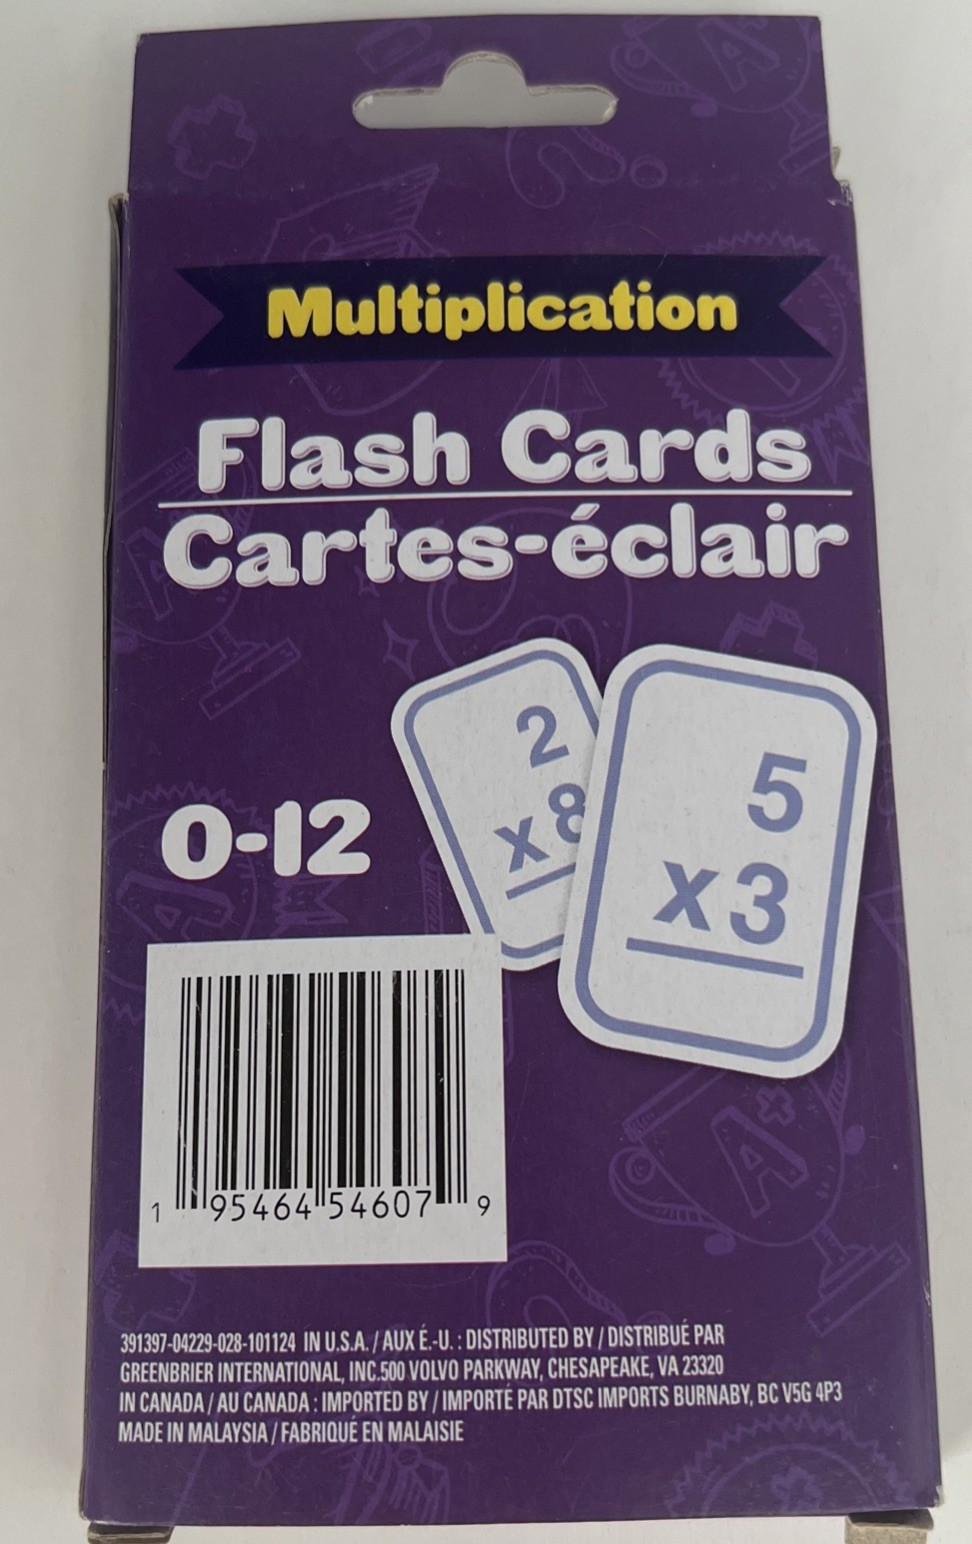 Multiplication
Flash Cards
Cartes-éclair
2
x 8
5
x 3
0-12
1 95464 54607 9
391397-04229-028-101124 IN U.S.A. / AUX É.-U. : DISTRIBUTED BY / DISTRIBUÉ PAR
GREENBRIER INTERNATIONAL, INC.500 VOLVO PARKWAY, CHESAPEAKE, VA 23320
IN CANADA / AU CANADA : IMPORTED BY / IMPORTÉ PAR DTSC IMPORTS BURNABY, BC V5G 4P3
MADE IN MALAYSIA / FABRIQUÉ EN MALAISIE